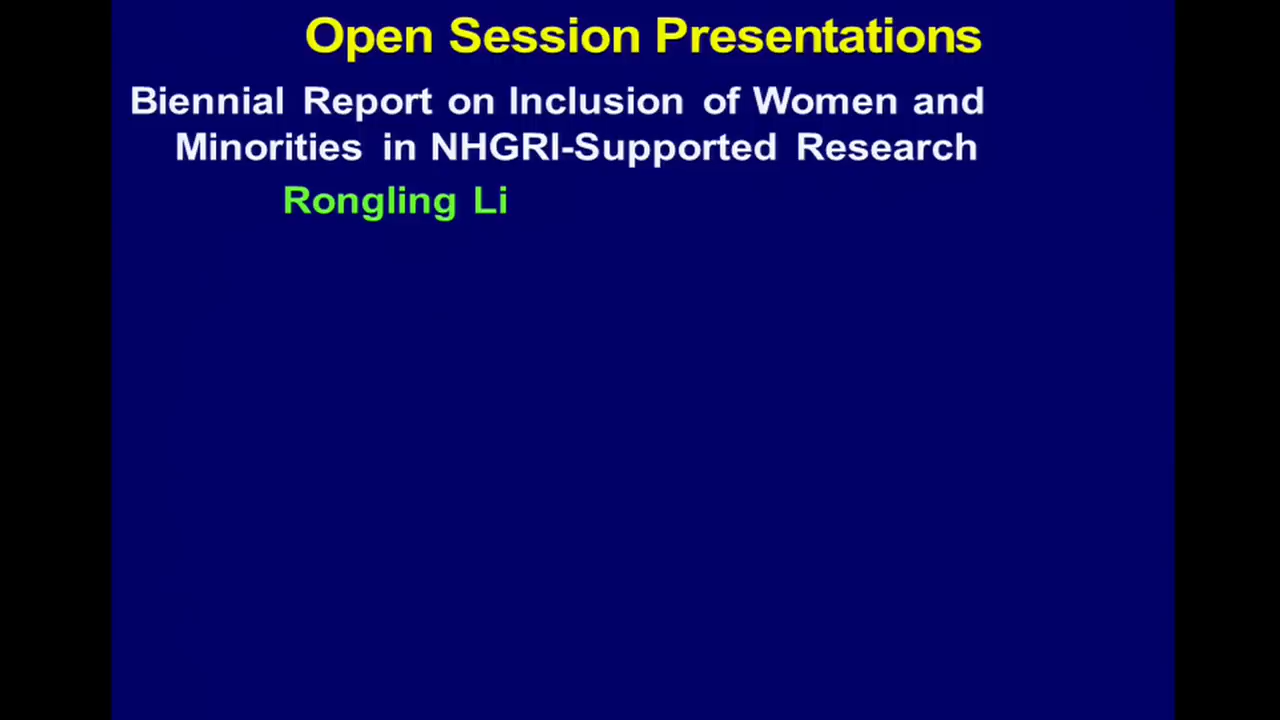 Open Session Presentations
Biennial Report on Inclusion of Women and
Minorities in NHGRI-Supported Research
Rongling Li